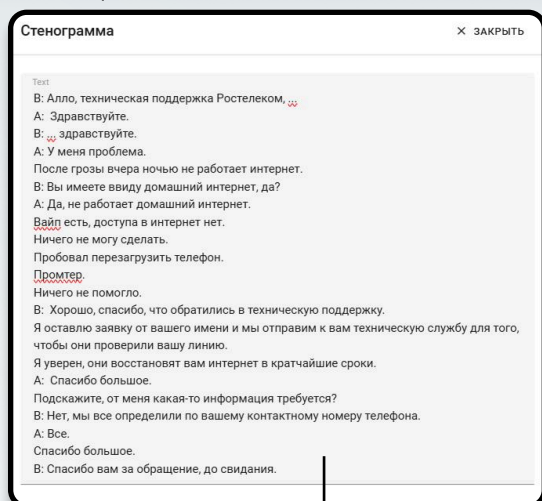 Стенограмма
× ЗАКРЫТЬ
Text
В: Алло, техническая поддержка Ростелеком, ...
А:  Здравствуйте.
В: ... здравствуйте.
А: У меня проблема.
После грозы вчера ночью не работает интернет.
В: Вы имеете ввиду домашний интернет, да?
А: Да, не работает домашний интернет.
Вайп есть, доступа в интернет нет.
Ничего не могу сделать.
Пробовал перезагрузить телефон.
Промтер.
Ничего не помогло.
В:  Хорошо, спасибо, что обратились в техническую поддержку.
Я оставлю заявку от вашего имени и мы отправим к вам техническую службу для того,
чтобы они проверили вашу линию.
Я уверен, они восстановят вам интернет в кратчайшие сроки.
А:  Спасибо большое.
Подскажите, от меня какая-то информация требуется?
В: Нет, мы все определили по вашему контактному номеру телефона.
А: Все.
Спасибо большое.
В: Спасибо вам за обращение, до свидания.